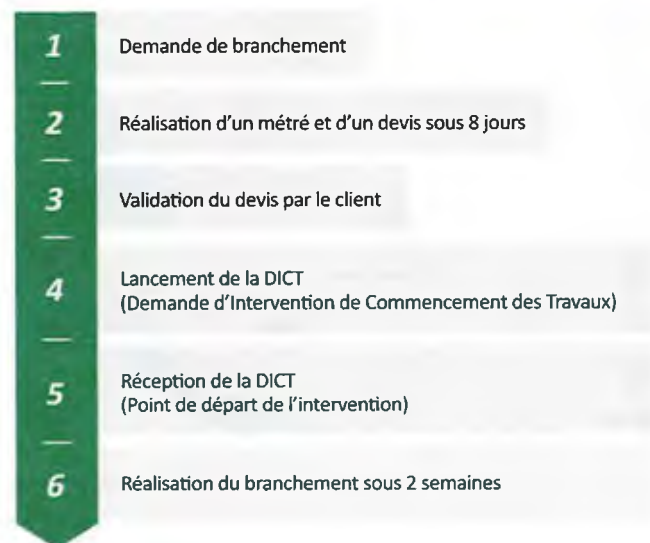 1 Demande de branchement
2 Réalisation d'un métré et d'un devis sous 8 jours
3 Validation du devis par le client
4 Lancement de la DICT
(Demande d'Intervention de Commencement des Travaux)
5 Réception de la DICT
(Point de départ de l'intervention)
6 Réalisation du branchement sous 2 semaines